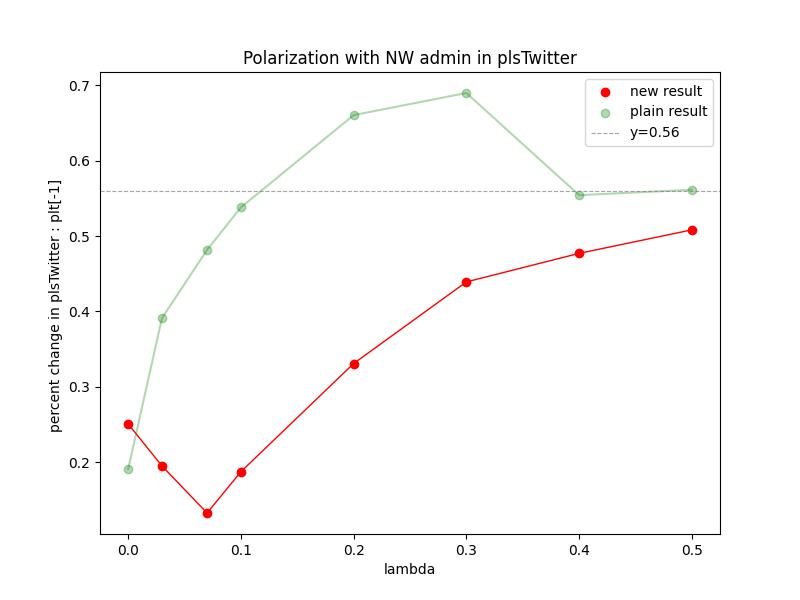 Polarization with NW admin in plsTwitter
new result
plain result
y=0.56
percent change in plsTwitter : plt[-1]
0.7
0.6
0.5
0.4
0.3
0.2
0.0 0.1 0.2 0.3 0.4 0.5
lambda